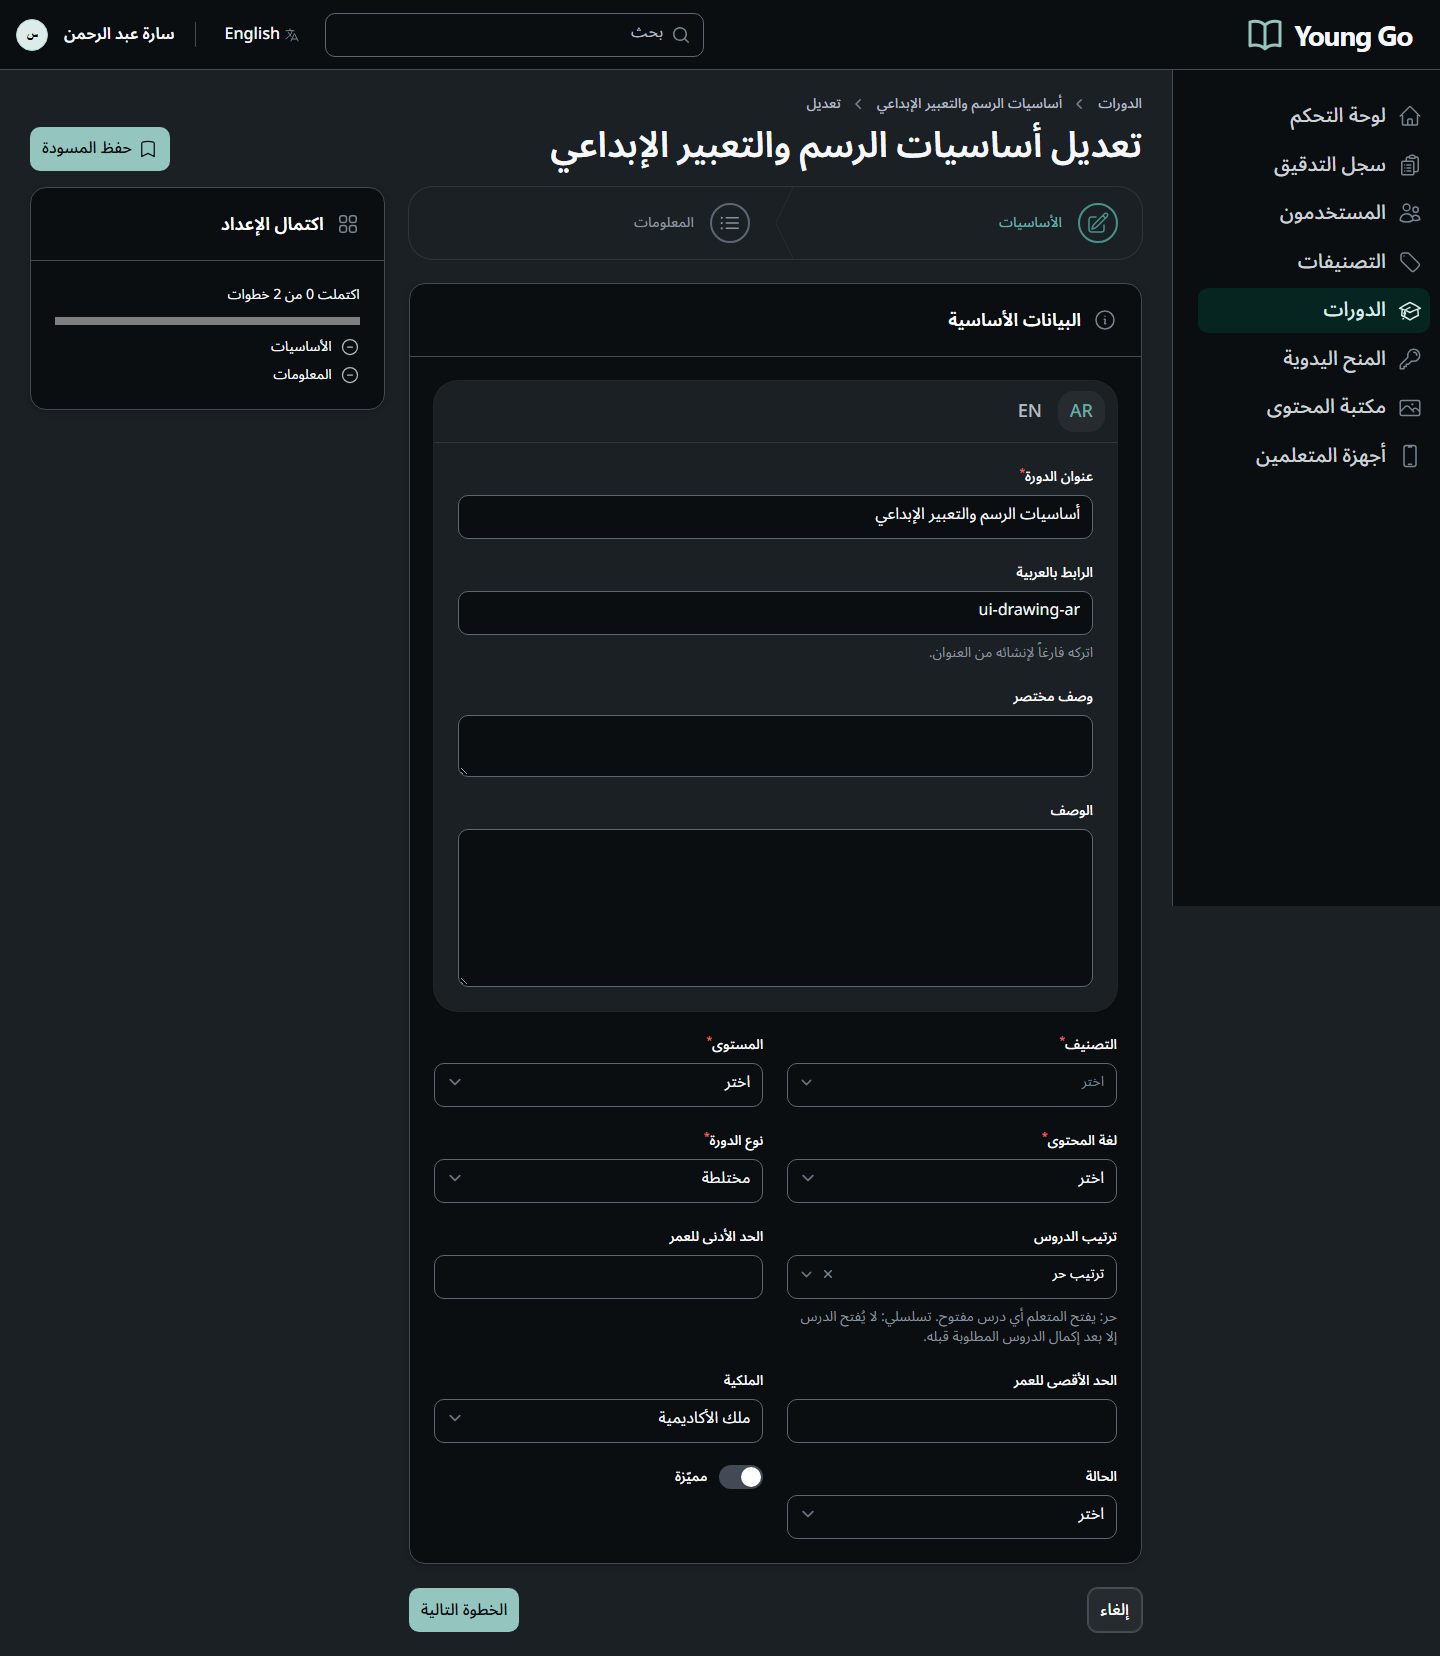 Young Go
بحث
English
سارة عبد الرحمن
س
لوحة التحكم
سجل التدقيق
المستخدمون
التصنيفات
الدورات
المنح اليدوية
مكتبة المحتوى
أجهزة المتعلمين
الدورات
أساسيات الرسم والتعبير الإبداعي
تعديل
تعديل أساسيات الرسم والتعبير الإبداعي
حفظ المسودة
الأساسيات
المعلومات
اكتمال الإعداد
اكتملت 0 من 2 خطوات
الأساسيات
المعلومات
البيانات الأساسية
AR EN
عنوان الدورة*
أساسيات الرسم والتعبير الإبداعي
الرابط بالعربية
ui-drawing-ar
اتركه فارغاً لإنشائه من العنوان.
وصف مختصر
الوصف
التصنيف*
اختر
المستوى*
اختر
لغة المحتوى*
اختر
نوع الدورة*
مختلطة
ترتيب الدروس
ترتيب حر
حر: يفتح المتعلم أي درس مفتوح. تسلسلي: لا يُفتح الدرس
إلا بعد إكمال الدروس المطلوبة قبله.
الحد الأدنى للعمر
الحد الأقصى للعمر
الملكية
ملك الأكاديمية
الحالة
اختر
مميّزة
إلغاء
الخطوة التالية